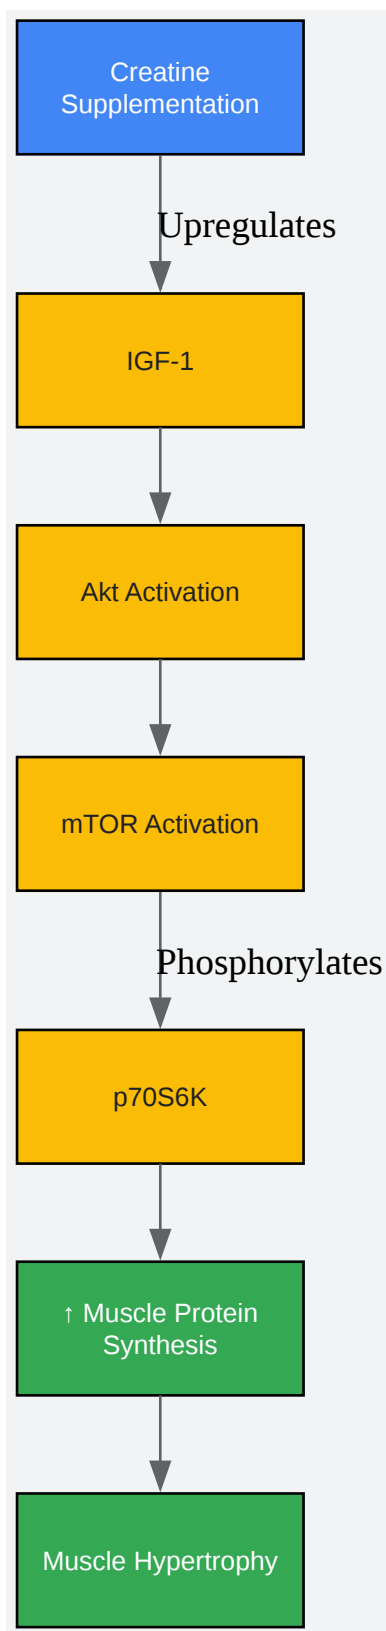 Creatine
Supplementation
Upregulates
IGF-1
Akt Activation
mTOR Activation
Phosphorylates
p70S6K
↑ Muscle Protein
Synthesis
Muscle Hypertrophy